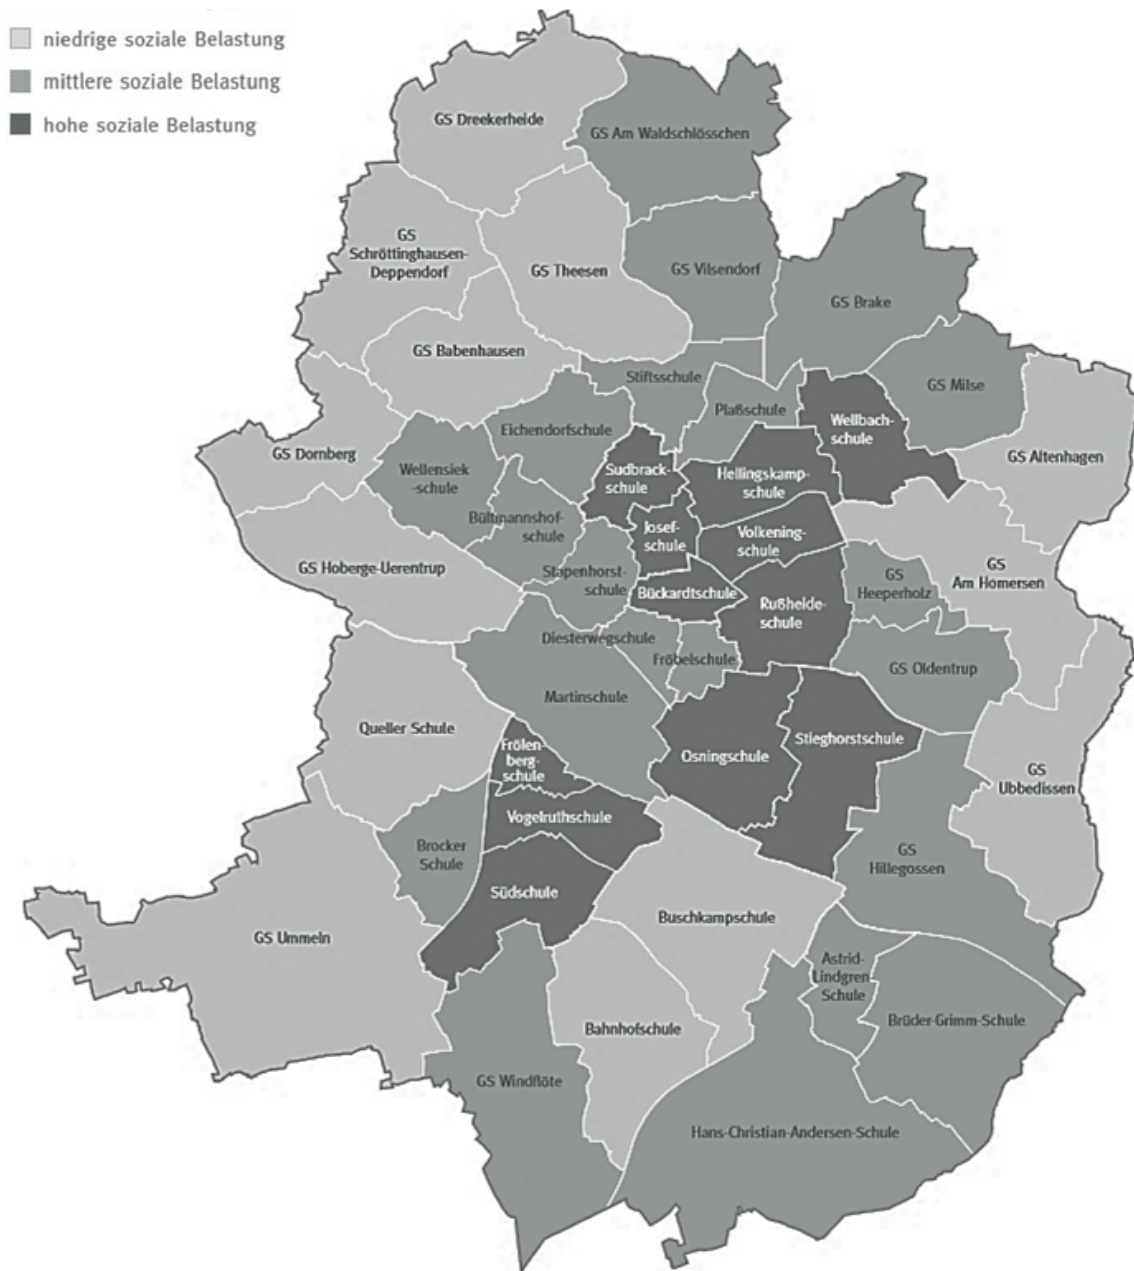 niedrige soziale Belastung
mittlere soziale Belastung
hohe soziale Belastung
GS Dreekerheide
GS Am Waldschlösschen
GS
Schröttinghausen-
Deppendorf
GS Theesen
GS Vilsendorf
GS Brake
GS Babenhausen
Stiftsschule
GS Milse
Plaßschule
Wellbach-
schule
Eichendorfschule
GS Dornberg
GS Altenhagen
Wellensiek
-schule
Sudbrack-
schule
Hellingskamp-
schule
Bültmannshof-
schule
Josef-
schule
Volkening-
schule
GS Hoberge-Uerentrup
Stapenhorst-
schule
GS
Heeperholz
GS
Am Homersen
Bückardtschule
Rußheide-
schule
Diesterwegschule
Fröbelschule
GS Oldentrup
Martinschule
Queller Schule
Frölen-
berg-
schule
Osningschule
Stieghorstschule
GS
Ubbedissen
Vogelruthschule
Brocker
Schule
GS
Hillegossen
Südschule
Buschkampschule
GS Ummeln
Astrid-
Lindgren
Schule
Bahnhofschule
Brüder-Grimm-Schule
GS Windflöte
Hans-Christian-Andersen-Schule